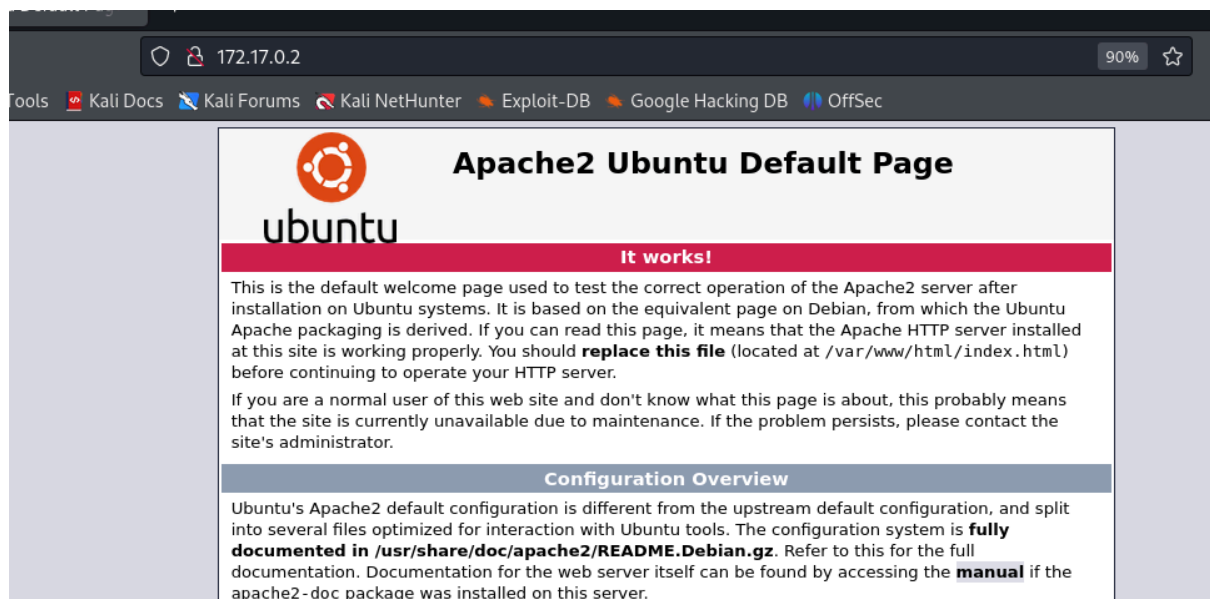 172.17.0.2
90%
Tools Kali Docs Kali Forums Kali NetHunter Exploit-DB Google Hacking DB OffSec
ubuntu
Apache2 Ubuntu Default Page
It works!
This is the default welcome page used to test the correct operation of the Apache2 server after
installation on Ubuntu systems. It is based on the equivalent page on Debian, from which the Ubuntu
Apache packaging is derived. If you can read this page, it means that the Apache HTTP server installed
at this site is working properly. You should replace this file (located at /var/www/html/index.html)
before continuing to operate your HTTP server.
If you are a normal user of this web site and don't know what this page is about, this probably means
that the site is currently unavailable due to maintenance. If the problem persists, please contact the
site's administrator.
Configuration Overview
Ubuntu's Apache2 default configuration is different from the upstream default configuration, and split
into several files optimized for interaction with Ubuntu tools. The configuration system is fully
documented in /usr/share/doc/apache2/README.Debian.gz. Refer to this for the full
documentation. Documentation for the web server itself can be found by accessing the manual if the
apache2-doc package was installed on this server.